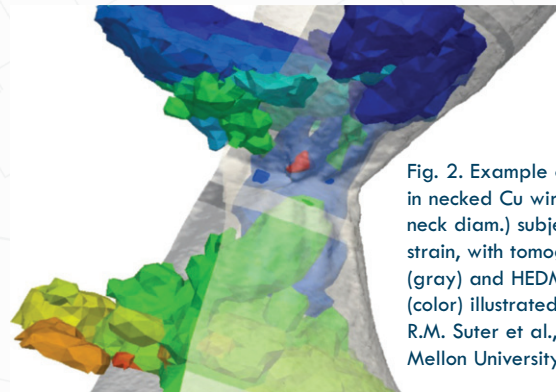 Fig. 2. Example
in necked Cu wir
neck diam.) subje
strain, with tomog
(gray) and HEDM
(color) illustrated
R.M. Suter et al.,
Mellon University